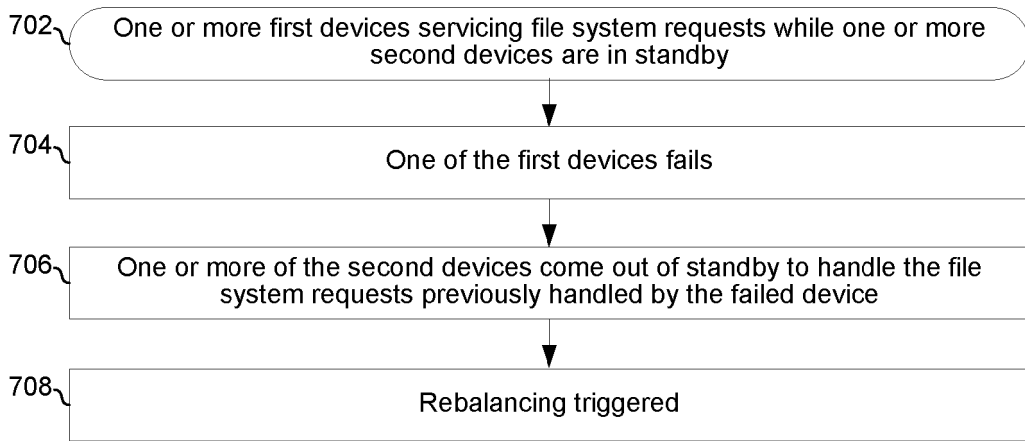 702
One or more first devices servicing file system requests while one or more
second devices are in standby
704
One of the first devices fails
706
One or more of the second devices come out of standby to handle the file
system requests previously handled by the failed device
708
Rebalancing triggered